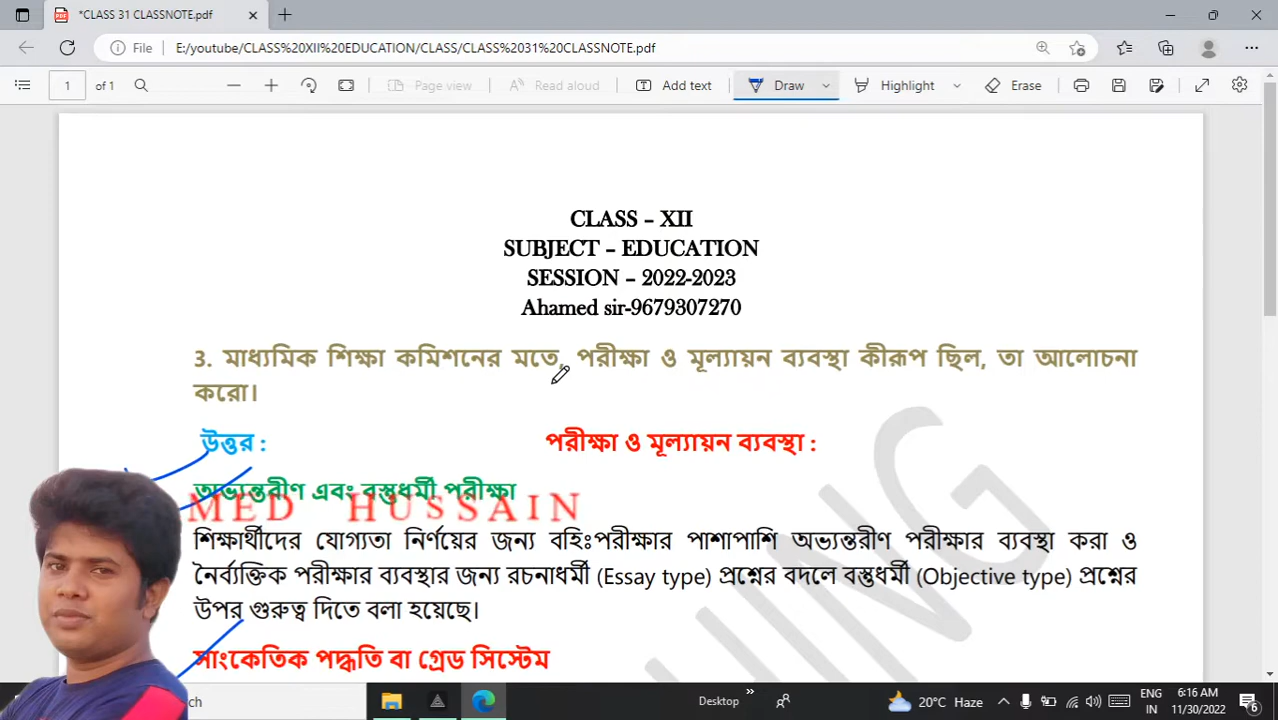 *CLASS 31 CLASSNOTE.pdf
File E:/youtube/CLASS%20XII%20EDUCATION/CLASS/CLASS%2031%20CLASSNOTE.pdf
1 of 1 Page view Read aloud Add text Draw Highlight Erase
CLASS – XII
SUBJECT – EDUCATION
SESSION – 2022-2023
Ahamed sir-9679307270
3. মাধ্যমিক শিক্ষা কমিশনের মতে, পরীক্ষা ও মূল্যায়ন ব্যবস্থা কীরূপ ছিল, তা আলোচনা
করো।
উত্তর : পরীক্ষা ও মূল্যায়ন ব্যবস্থা :
অভ্যন্তরীণ এবং বস্তুধর্মী পরীক্ষা
MED HUSSAIN
শিক্ষার্থীদের যোগ্যতা নির্ণয়ের জন্য বহিঃপরীক্ষার পাশাপাশি অভ্যন্তরীণ পরীক্ষার ব্যবস্থা করা ও
নৈর্ব্যক্তিক পরীক্ষার ব্যবস্থার জন্য রচনাধর্মী (Essay type) প্রশ্নের বদলে বস্তুধর্মী (Objective type) প্রশ্নের
উপর গুরুত্ব দিতে বলা হয়েছে।
সাংকেতিক পদ্ধতি বা গ্রেড সিস্টেম
rch Desktop 20°C Haze ENG 6:16 AM
IN 11/30/2022 6